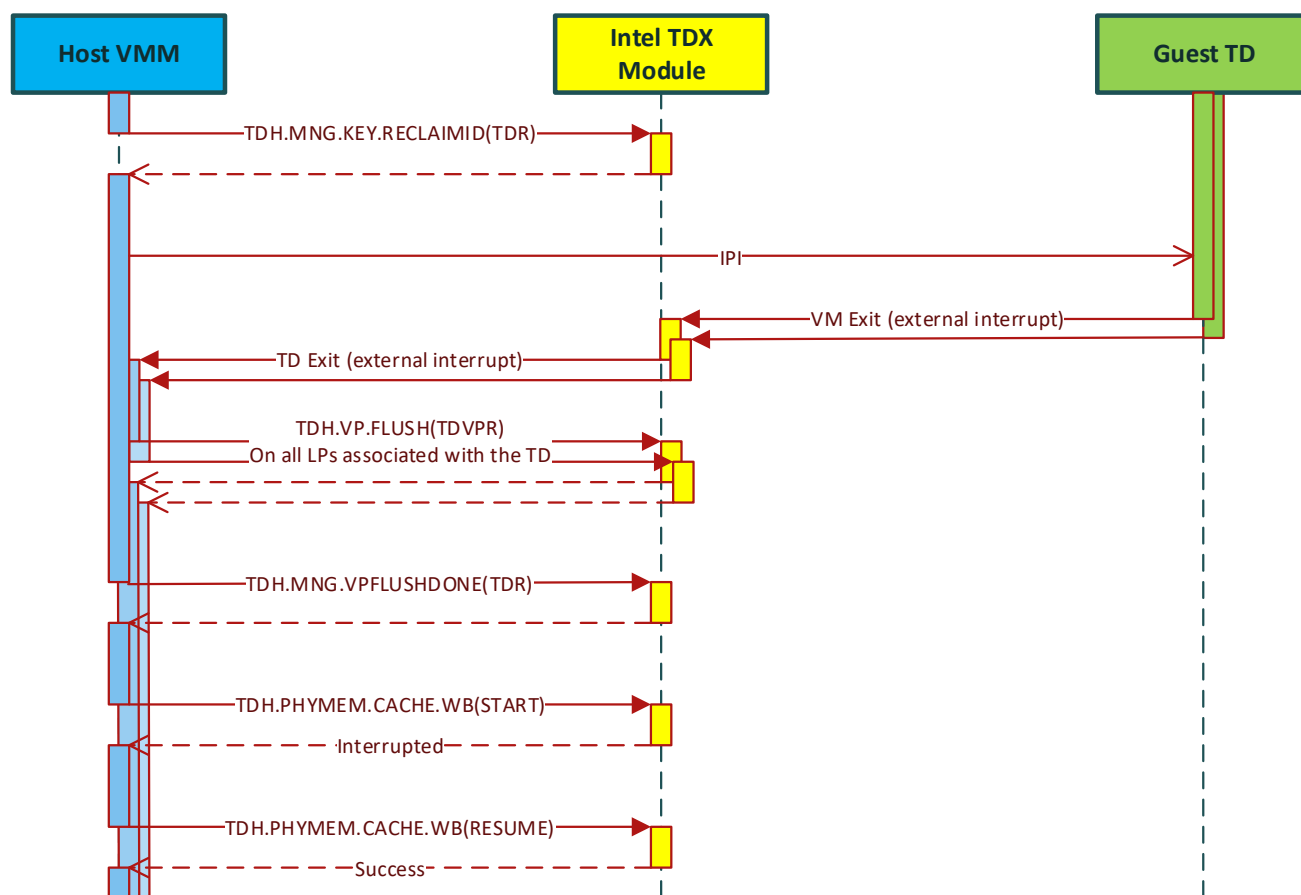 Host VMM
Intel TDX
Module
Guest TD
TDH.MNG.KEY.RECLAIMID(TDR)
IPI
VM Exit (external interrupt)
TD Exit (external interrupt)
TDH.VP.FLUSH(TDVPR)
On all LPs associated with the TD
TDH.MNG.VPFLUSHDONE(TDR)
TDH.PHYMEM.CACHE.WB(START)
Interrupted
TDH.PHYMEM.CACHE.WB(RESUME)
Success